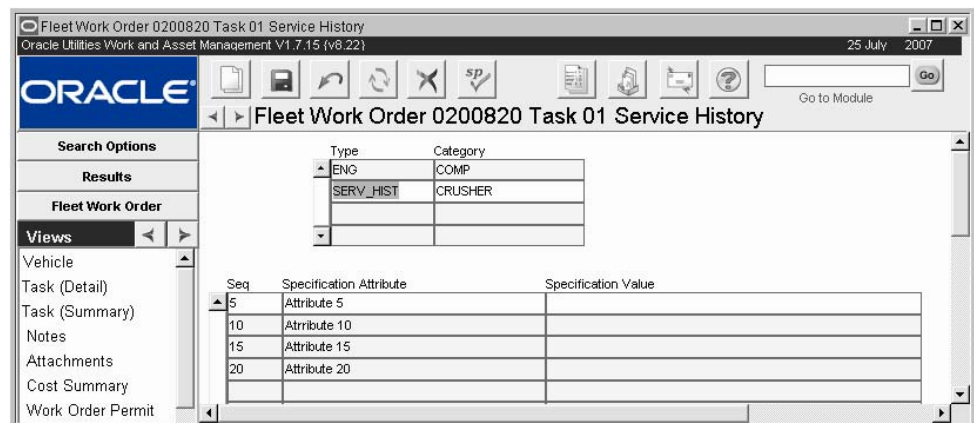 Fleet Work Order 0200820 Task 01 Service History
Oracle Utilities Work and Asset Management V1.7.15 {v8.22} 25 July 2007
ORACLE
sp
Go
Go to Module
Fleet Work Order 0200820 Task 01 Service History
Search Options
Results
Fleet Work Order
Views
Vehicle
Task (Detail)
Task (Summary)
Notes
Attachments
Cost Summary
Work Order Permit
Type Category
ENG COMP
SERV_HIST CRUSHER
Seq Specification Attribute Specification Value
5 Attribute 5
10 Atrribute 10
15 Attribute 15
20 Attribute 20